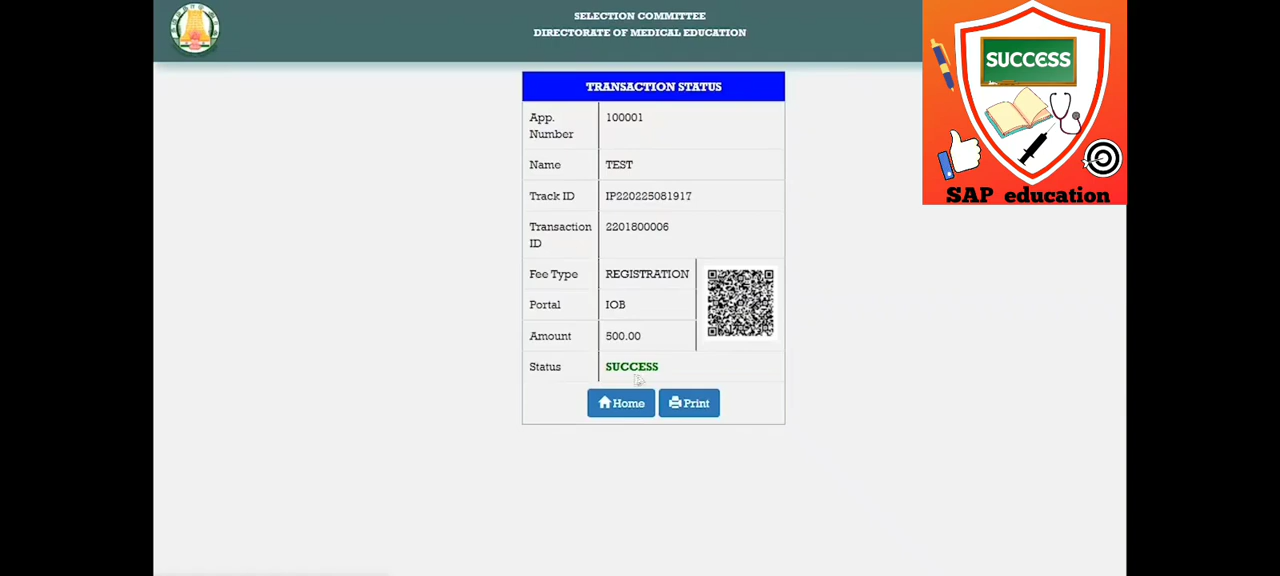 SELECTION COMMITTEE
DIRECTORATE OF MEDICAL EDUCATION
SUCCESS
SAP education
TRANSACTION STATUS
App. Number 100001
Name TEST
Track ID IP220225081917
Transaction ID 2201800006
Fee Type REGISTRATION
Portal IOB
Amount 500.00
Status SUCCESS
Home Print